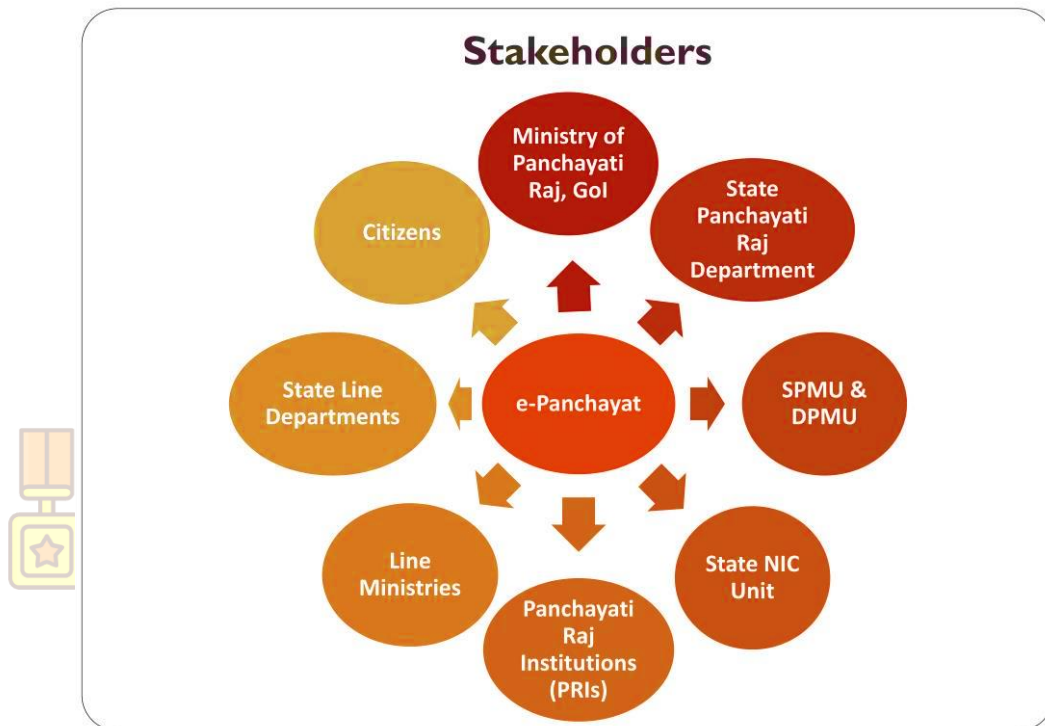 Stakeholders
Ministry of
Panchayati
Raj, GoI
State
Panchayati
Raj
Department
SPMU &
DPMU
State NIC
Unit
Panchayati
Raj
Institutions
(PRIs)
Line
Ministries
State Line
Departments
Citizens
e-Panchayat